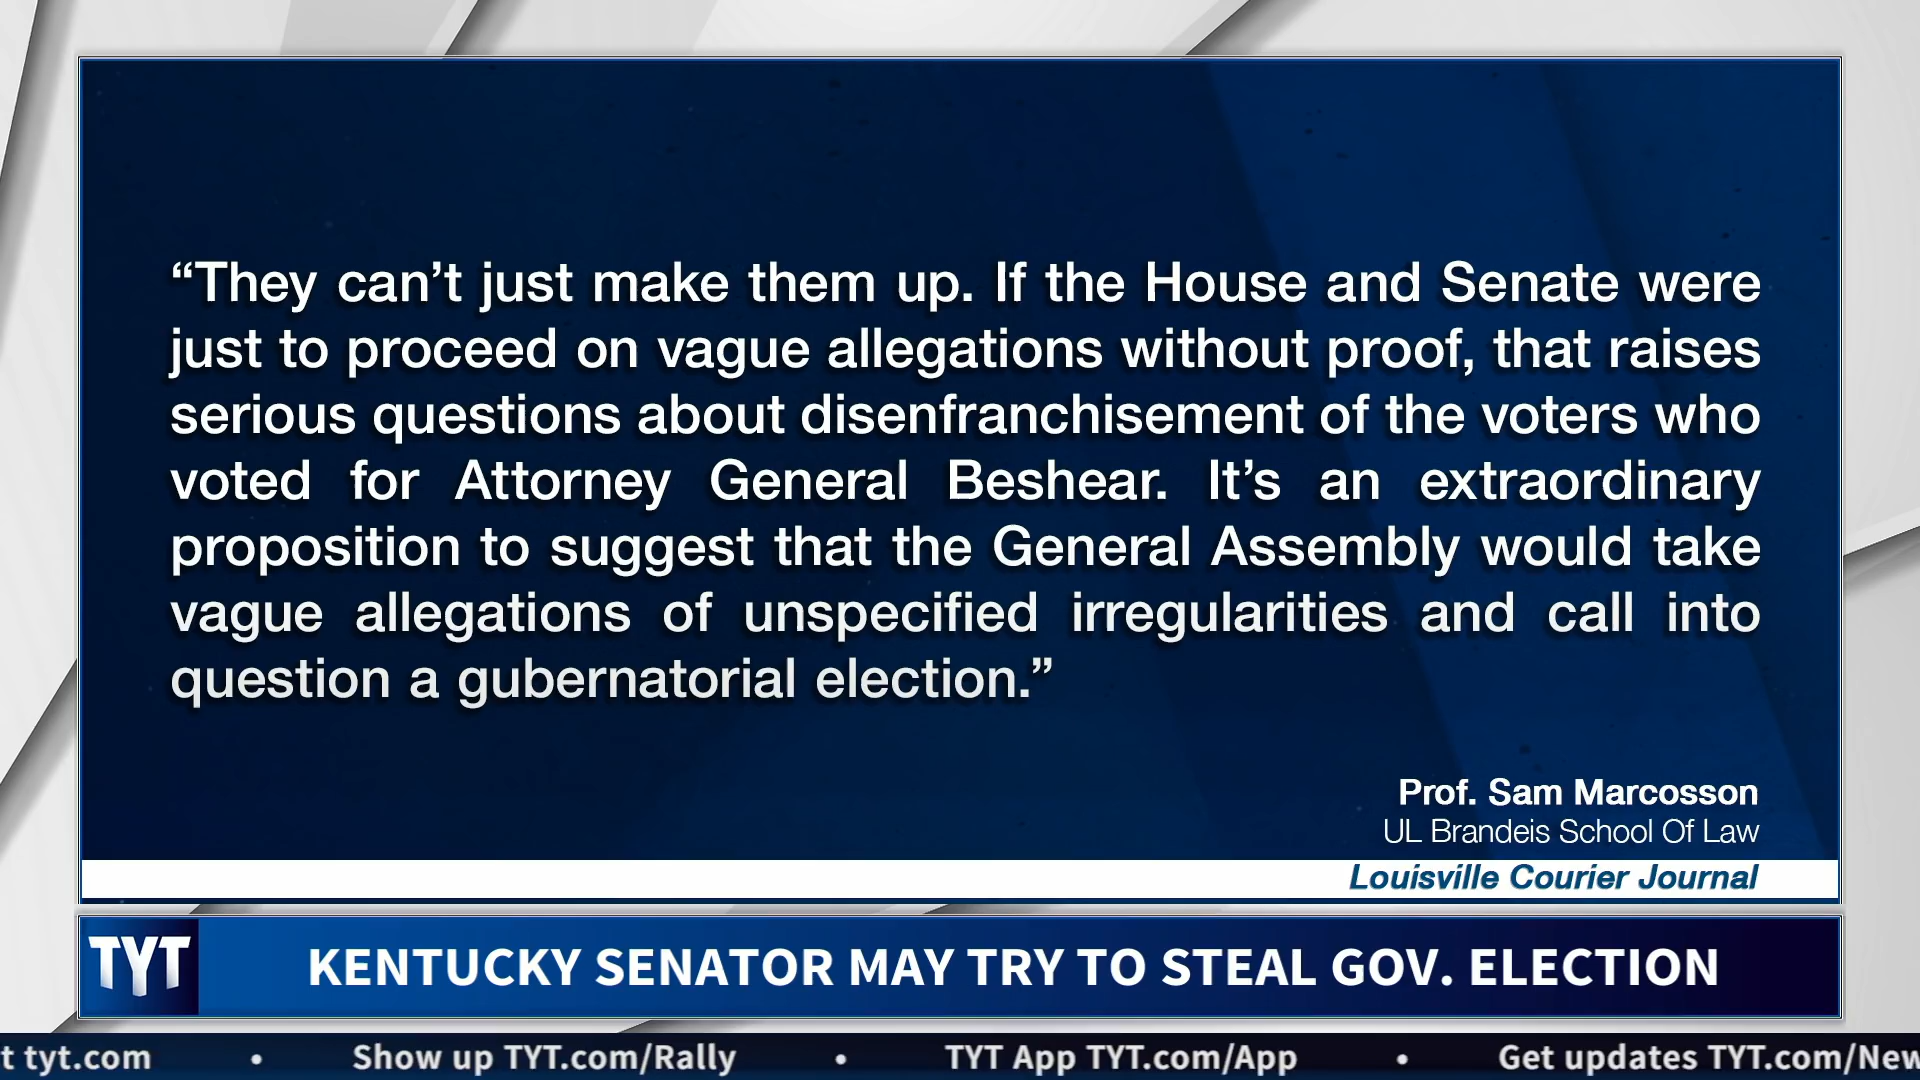 “They can’t just make them up. If the House and Senate were
just to proceed on vague allegations without proof, that raises
serious questions about disenfranchisement of the voters who
voted for Attorney General Beshear. It’s an extraordinary
proposition to suggest that the General Assembly would take
vague allegations of unspecified irregularities and call into
question a gubernatorial election.”
Prof. Sam Marcosson
UL Brandeis School Of Law
Louisville Courier Journal
TYT KENTUCKY SENATOR MAY TRY TO STEAL GOV. ELECTION
t tyt.com • Show up TYT.com/Rally • TYT App TYT.com/App • Get updates TYT.com/New